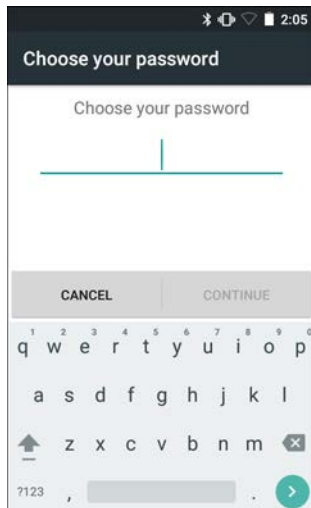 2:05
Choose your password
Choose your password
CANCEL CONTINUE
1 2 3 4 5 6 7 8 9 0
q w e r t y u i o p
a s d f g h j k l
z x c v b n m
?123 , .